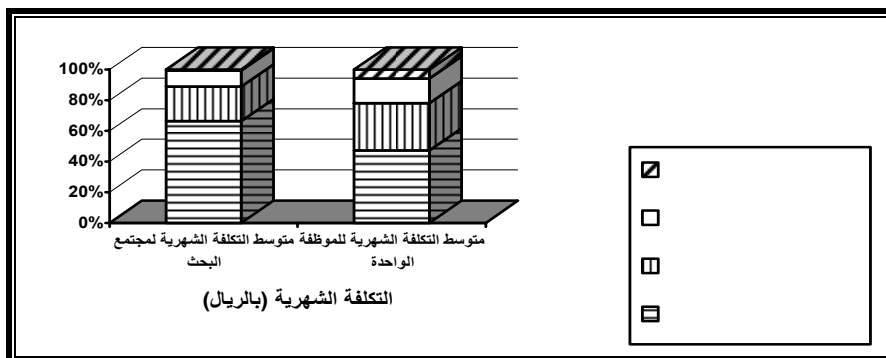 100%
80%
60%
40%
20%
0%
متوسط التكلفة الشهرية لمجتمع
البحث
متوسط التكلفة الشهرية للموظفة
الواحدة
التكلفة الشهرية (بالريال)